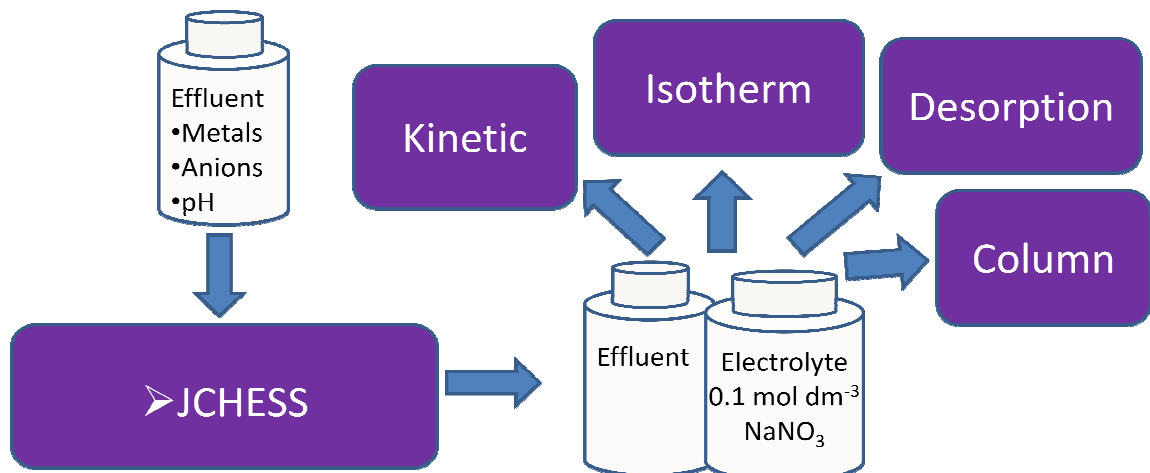 Effluent
•Metals
•Anions
•pH
➢JCHESS
Kinetic
Isotherm
Desorption
Column
Effluent
Electrolyte
0.1 mol dm⁻³
NaNO₃